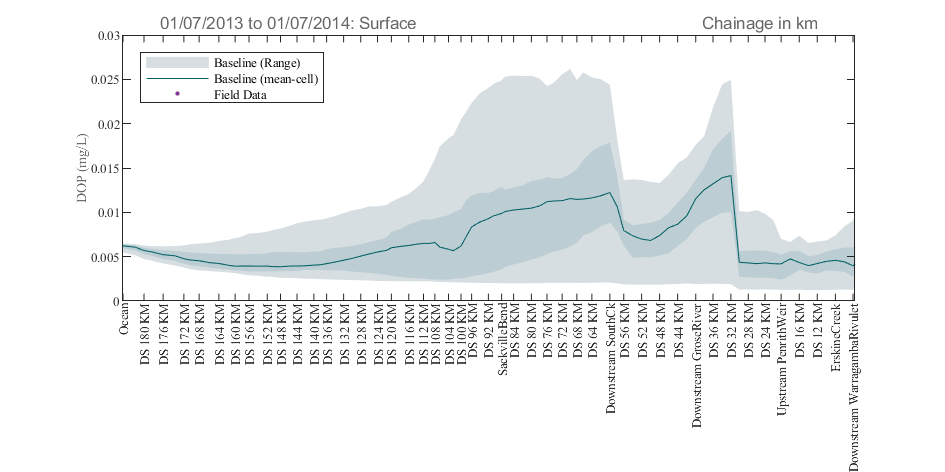 01/07/2013 to 01/07/2014: Surface
Chainage in km
0.03
0.025
0.02
0.015
0.01
0.005
0
DOP (mg/L)
Baseline (Range)
Baseline (mean-cell)
Field Data
Ocean
DS 180 KM
DS 176 KM
DS 172 KM
DS 168 KM
DS 164 KM
DS 160 KM
DS 156 KM
DS 152 KM
DS 148 KM
DS 144 KM
DS 140 KM
DS 136 KM
DS 132 KM
DS 128 KM
DS 124 KM
DS 120 KM
DS 116 KM
DS 112 KM
DS 108 KM
DS 104 KM
DS 100 KM
DS 96 KM
DS 92 KM
SackvilleBend
DS 84 KM
DS 80 KM
DS 76 KM
DS 72 KM
DS 68 KM
DS 64 KM
Downstream SouthCk
DS 56 KM
DS 52 KM
DS 48 KM
DS 44 KM
Downstream GroseRiver
DS 36 KM
DS 32 KM
DS 28 KM
DS 24 KM
Upstream PenrithWeir
DS 16 KM
DS 12 KM
ErskineCreek
Downstream WarragambaRivulet